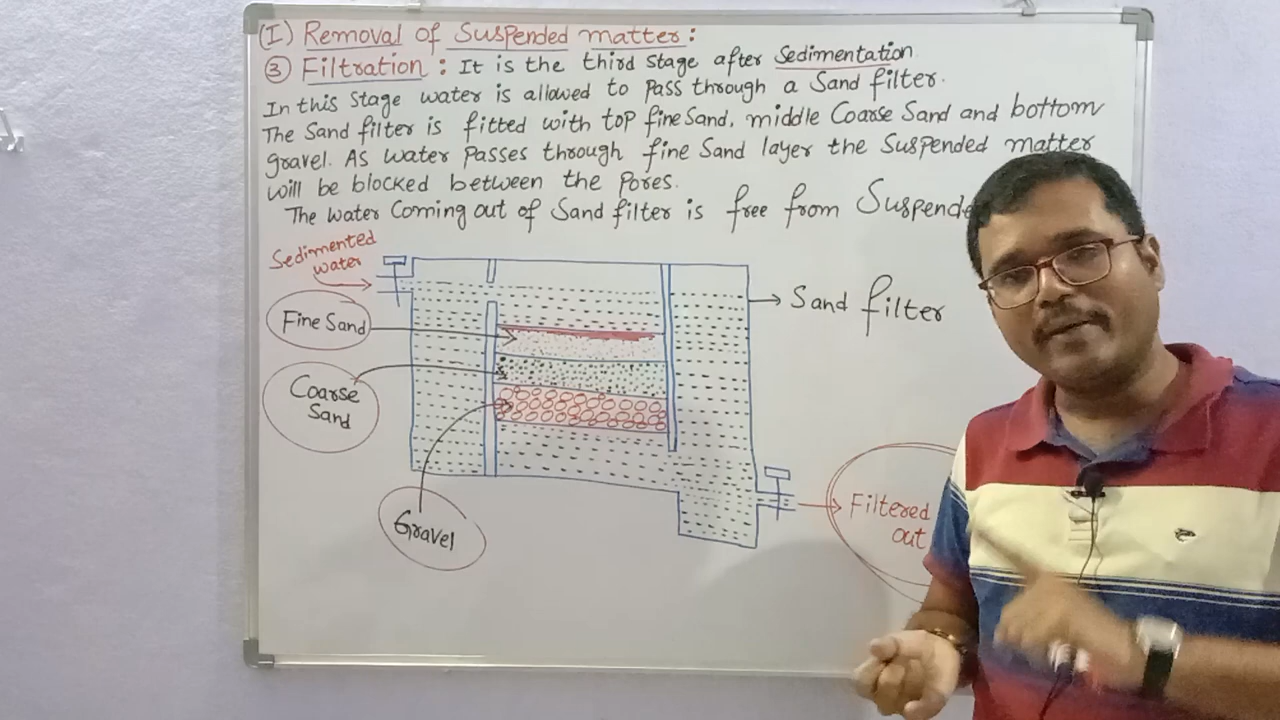 (I) Removal of Suspended matter:
③ Filtration: It is the third stage after Sedimentation.
In this Stage water is allowed to pass through a Sand filter.
The Sand filter is fitted with top fine Sand, middle Coarse Sand and bottom
gravel. As water passes through fine Sand layer the Suspended matter
will be blocked between the Pores.
The water Coming out of Sand filter is free from Suspende
Sedimented
water
Fine Sand
Sand filter
Coarse
Sand
Gravel
Filtered
out